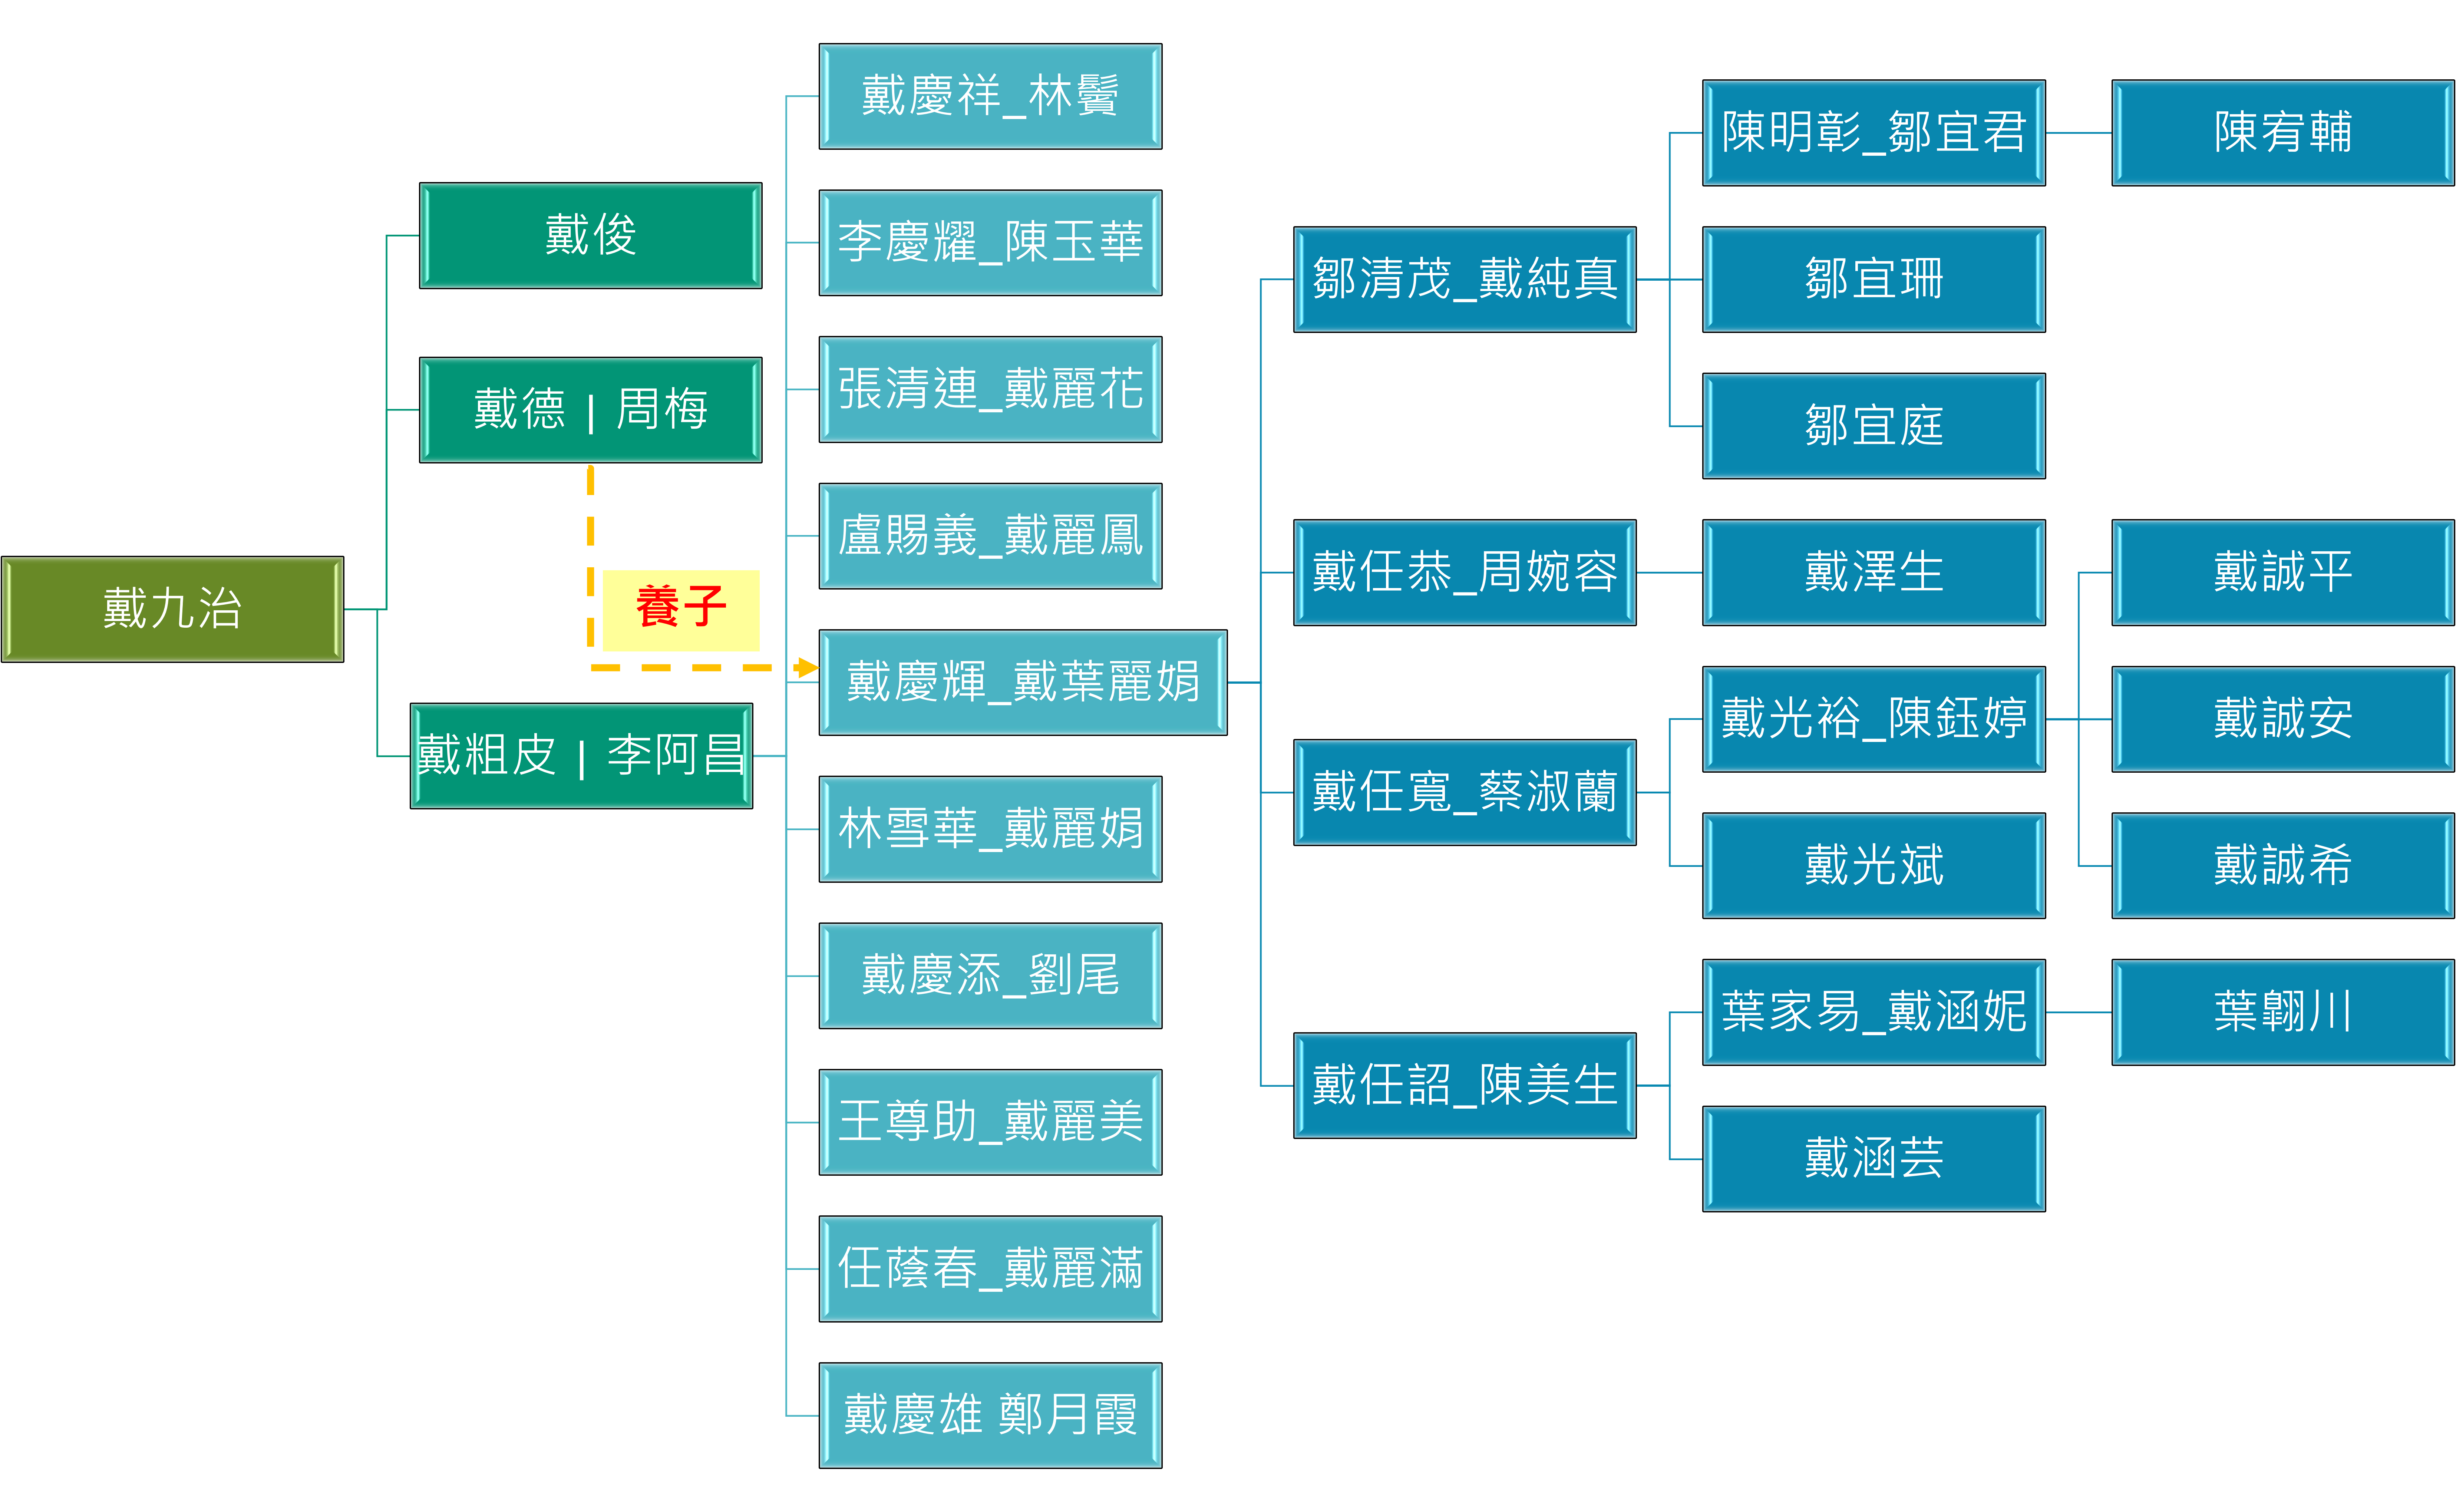 戴九治
戴俊
戴德 | 周梅
養子
戴粗皮 | 李阿昌
戴慶祥_林鬢
李慶耀_陳玉華
張清連_戴麗花
盧賜義_戴麗鳳
戴慶輝_戴葉麗娟
林雪華_戴麗娟
戴慶添_劉尾
王尊助_戴麗美
任蔭春_戴麗滿
戴慶雄 鄭月霞
鄒清茂_戴純真
戴任恭_周婉容
戴任寬_蔡淑蘭
戴任詔_陳美生
陳明彰_鄒宜君
鄒宜珊
鄒宜庭
戴澤生
戴光裕_陳鈺婷
戴光斌
葉家易_戴涵妮
戴涵芸
陳宥輔
戴誠平
戴誠安
戴誠希
葉翺川